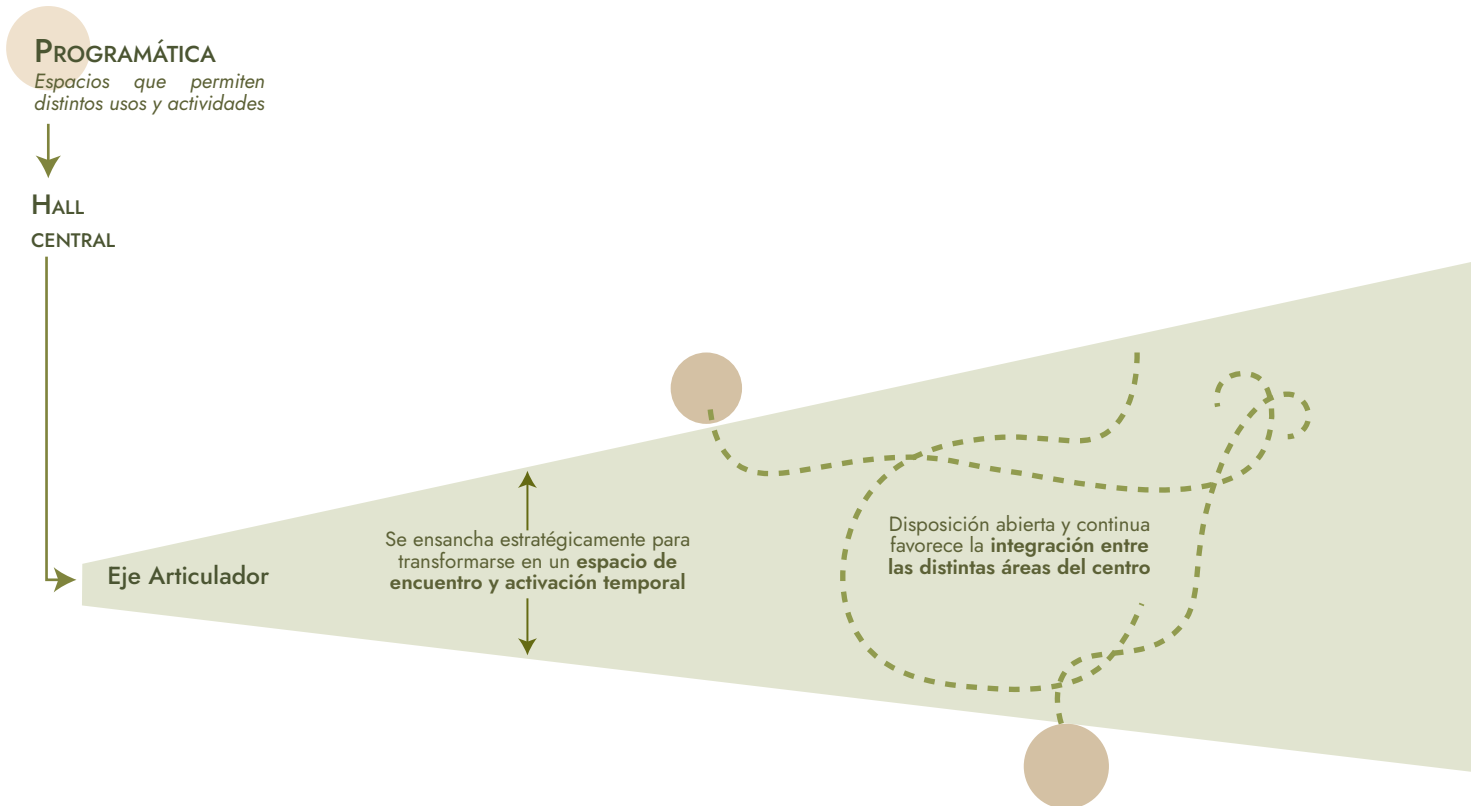 PROGRAMÁTICA
Espacios que permiten
distintos usos y actividades
HALL
CENTRAL
Eje Articulador
Se ensancha estratégicamente para
transformarse en un espacio de
encuentro y activación temporal
Disposición abierta y continua
favorece la integración entre
las distintas áreas del centro